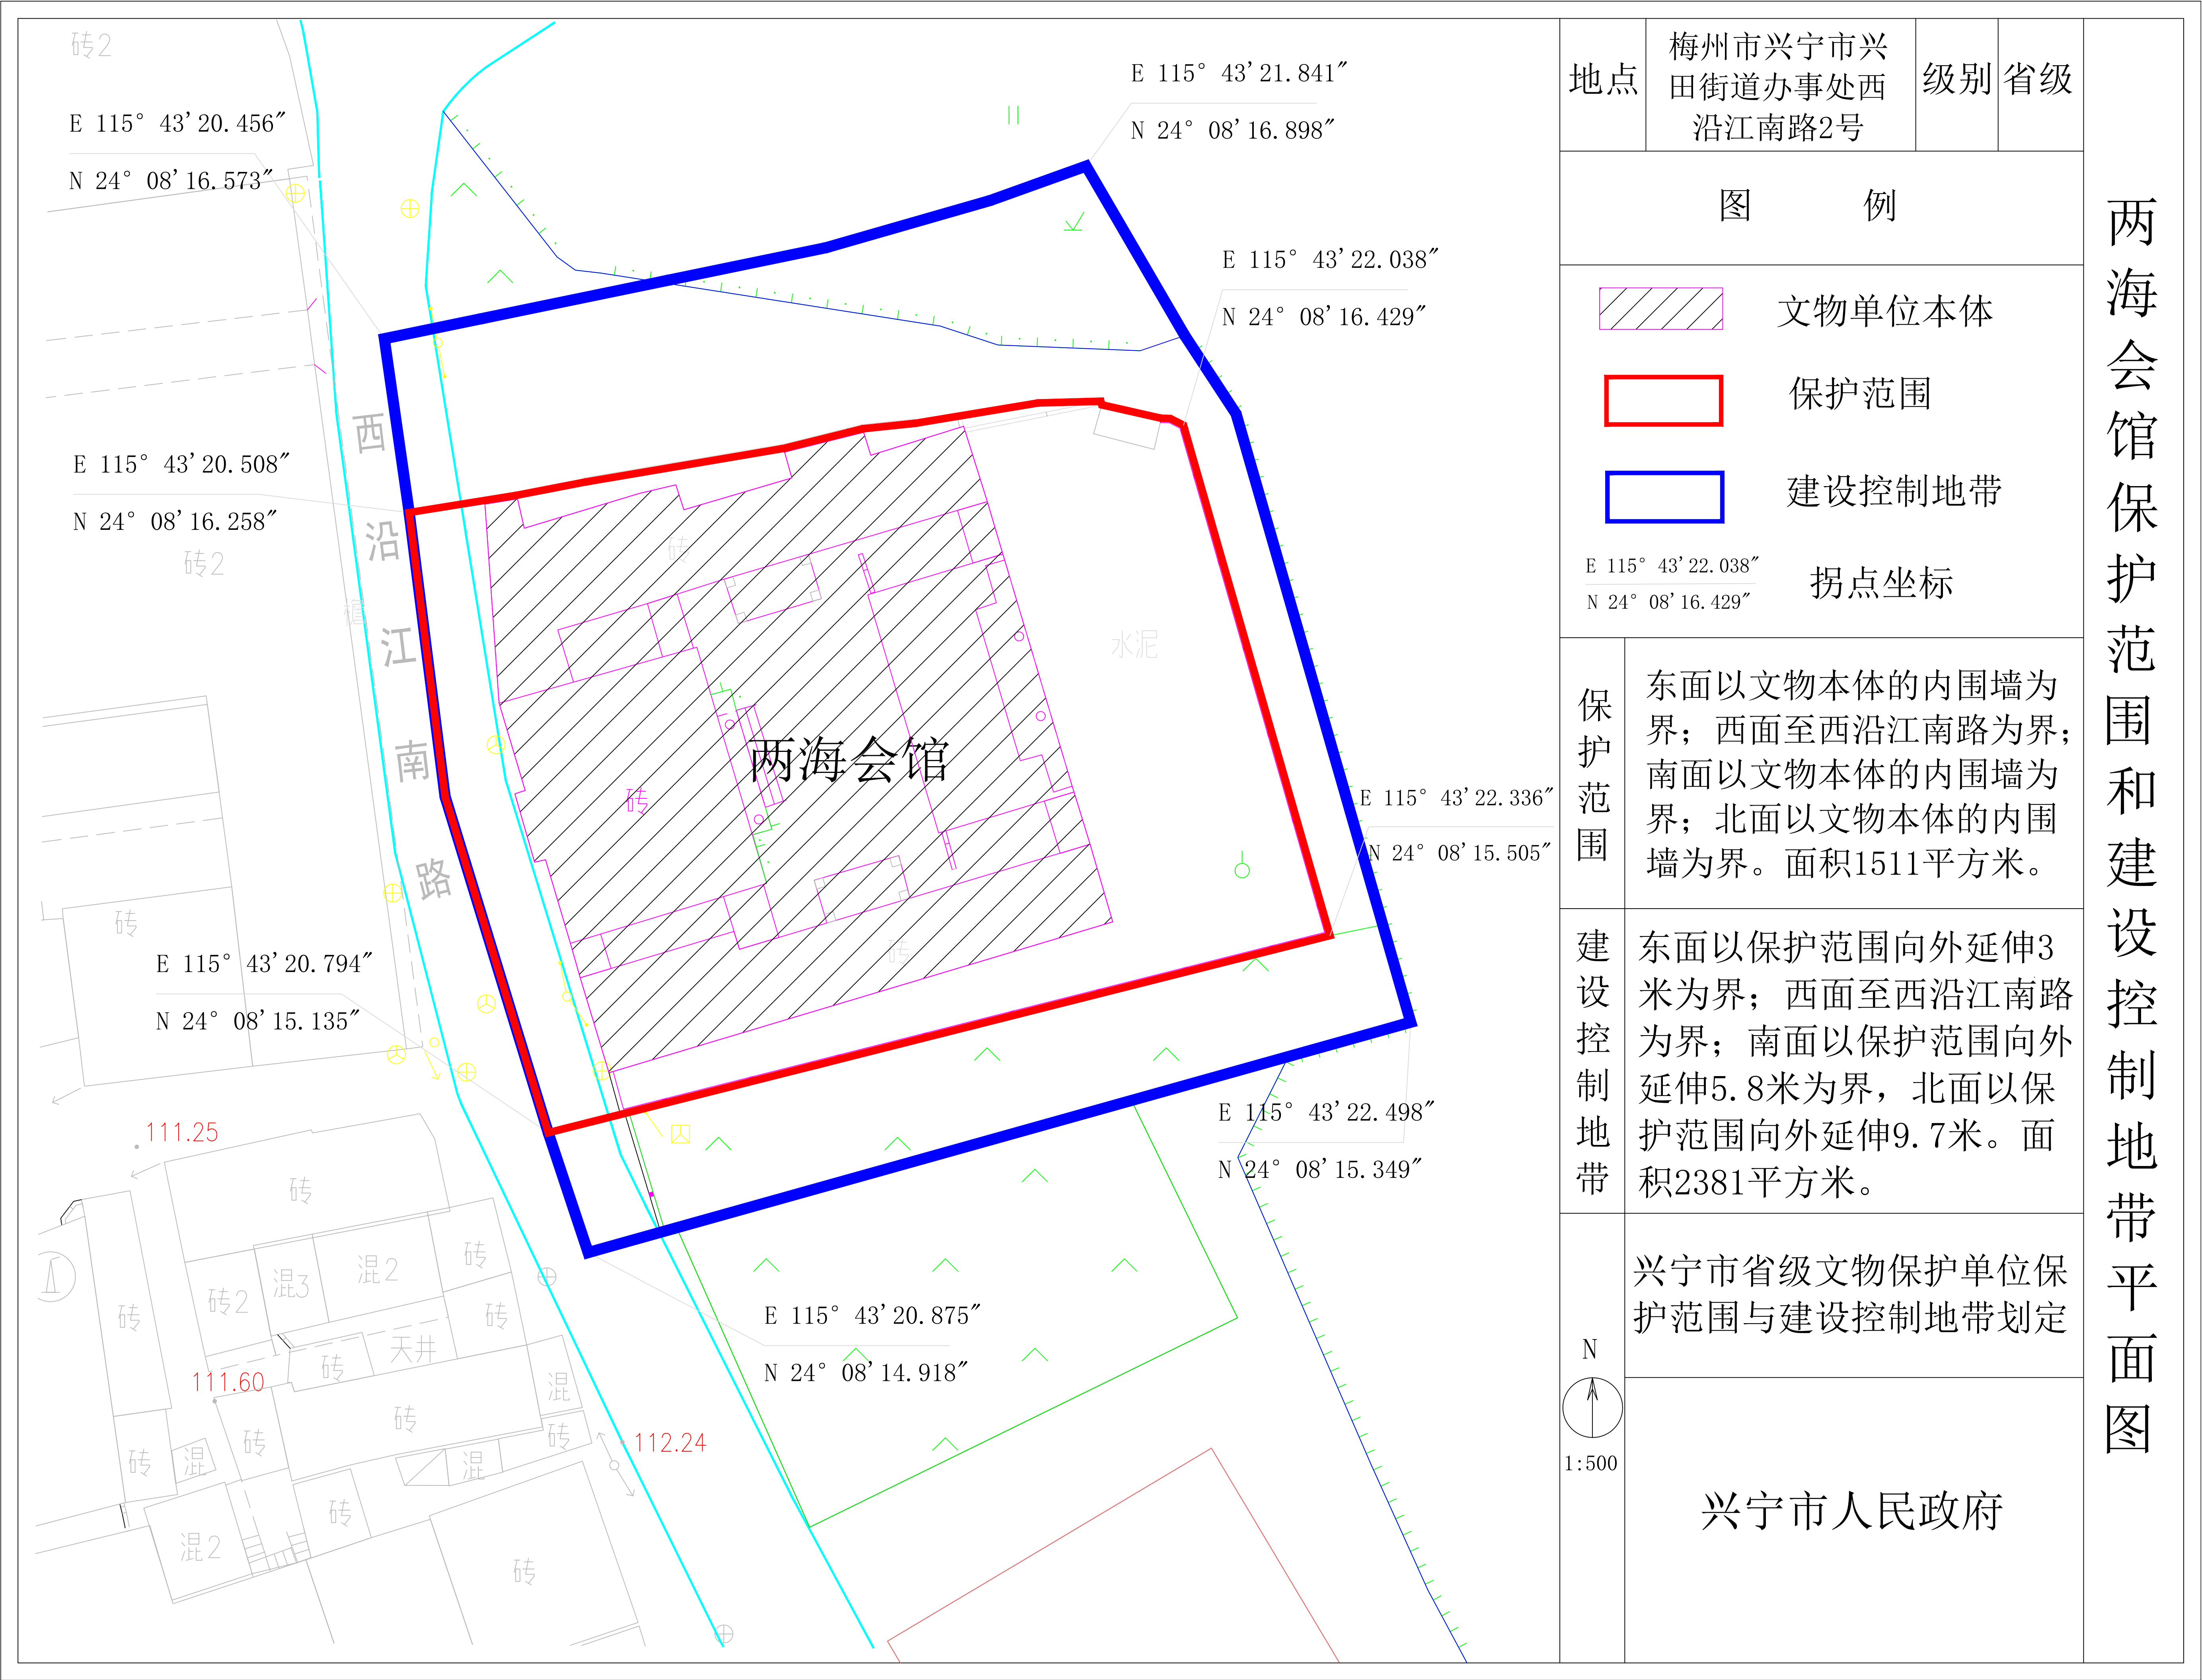 砖2
E 115° 43′20.456″
N 24° 08′16.573″
E 115° 43′21.841″
N 24° 08′16.898″
E 115° 43′22.038″
N 24° 08′16.429″
E 115° 43′20.508″
N 24° 08′16.258″
砖2
西沿江南路
砖
水泥
两海会馆
砖
砖
E 115° 43′22.336″
N 24° 08′15.505″
砖
E 115° 43′20.794″
N 24° 08′15.135″
E 115° 43′22.498″
N 24° 08′15.349″
111.25
砖
砖2
混3
混2
砖
砖
砖
砖
天井
E 115° 43′20.875″
N 24° 08′14.918″
111.60
混
砖
砖
砖
混
砖
混
砖
112.24
混2
砖
砖
地点
梅州市兴宁市兴
田街道办事处西
沿江南路2号
级别
省级
图 例
文物单位本体
保护范围
建设控制地带
E 115° 43′22.038″
N 24° 08′16.429″
拐点坐标
保护范围
东面以文物本体的内围墙为
界；西面至西沿江南路为界；
南面以文物本体的内围墙为
界；北面以文物本体的内围
墙为界。面积1511平方米。
建设控制地带
东面以保护范围向外延伸3
米为界；西面至西沿江南路
为界；南面以保护范围向外
延伸5.8米为界，北面以保
护范围向外延伸9.7米。面
积2381平方米。
N
1:500
兴宁市省级文物保护单位保
护范围与建设控制地带划定
兴宁市人民政府
两海会馆保护范围和建设控制地带平面图